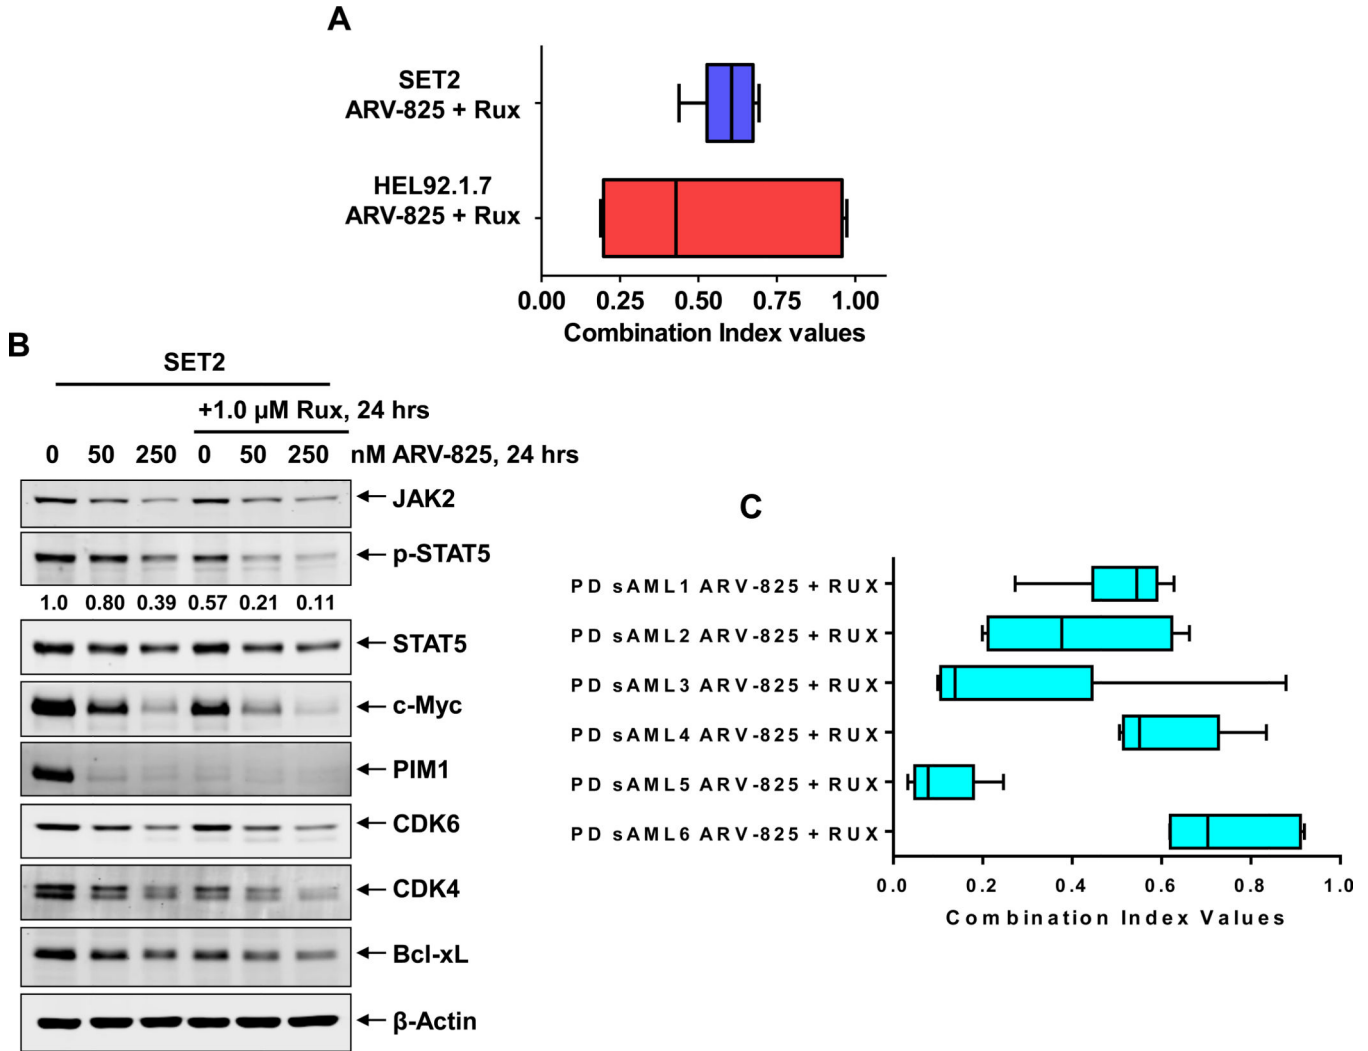 A
SET2
ARV-825 + Rux
HEL92.1.7
ARV-825 + Rux
0.00 0.25 0.50 0.75 1.00
Combination Index values
B
SET2
+1.0 µM Rux, 24 hrs
0 50 250 0 50 250 nM ARV-825, 24 hrs
JAK2
p-STAT5
1.0 0.80 0.39 0.57 0.21 0.11
STAT5
c-Myc
PIM1
CDK6
CDK4
Bcl-xL
β-Actin
C
PD sAML1 ARV-825 + RUX
PD sAML2 ARV-825 + RUX
PD sAML3 ARV-825 + RUX
PD sAML4 ARV-825 + RUX
PD sAML5 ARV-825 + RUX
PD sAML6 ARV-825 + RUX
0.0 0.2 0.4 0.6 0.8 1.0
Combination Index Values